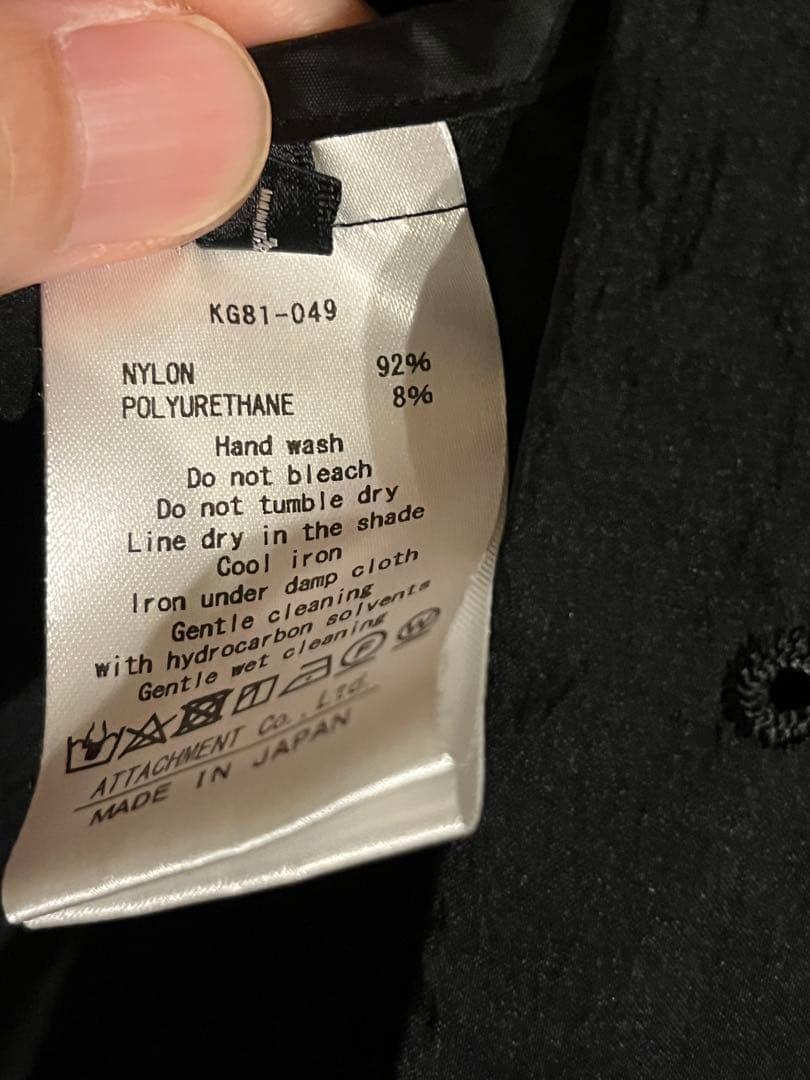 KG81-049
NYLON 92%
POLYURETHANE 8%
Hand wash
Do not bleach
Do not tumble dry
Line dry in the shade
Cool iron
Iron under damp cloth
Gentle cleaning
with hydrocarbon solvents
Gentle wet cleaning
F W
ATTACHMENT Co., Ltd.
MADE IN JAPAN